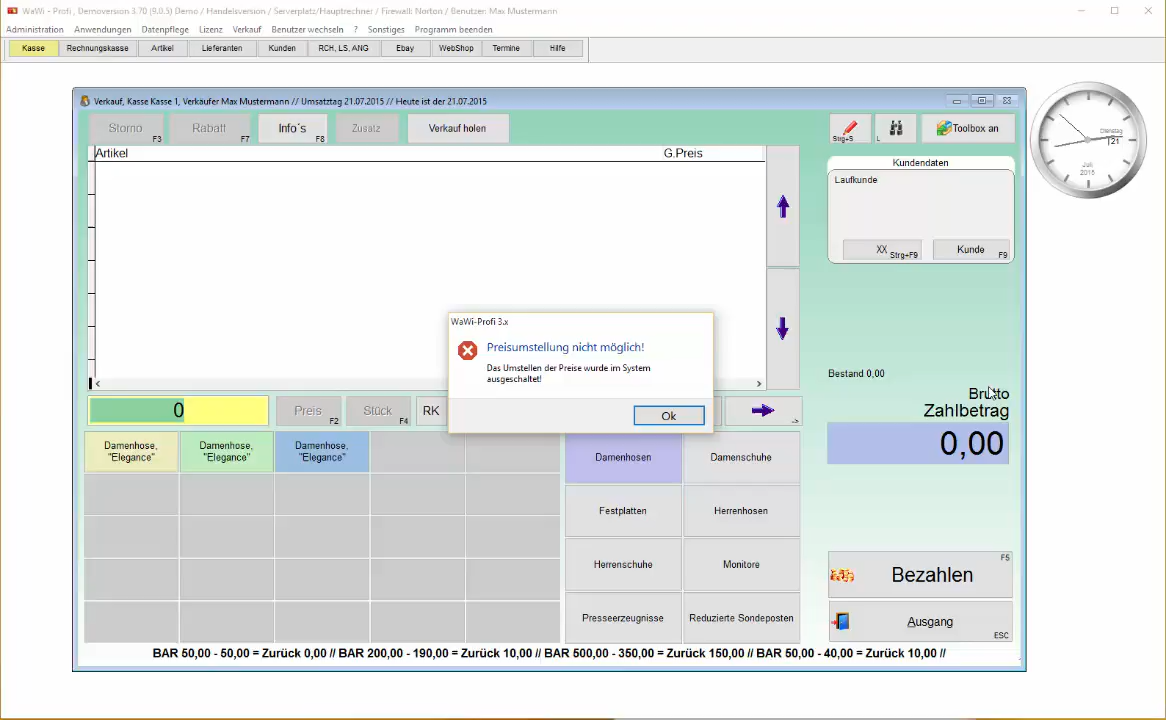 WaWi - Profi , Demoversion 3.70 (9.0.5) Demo / Handelsversion / Serverplatz/Hauptrechner / Firewall: Norton / Benutzer: Max Mustermann
Administration Anwendungen Datenpflege Lizenz Verkauf Benutzer wechseln ? Sonstiges Programm beenden
Kasse Rechnungskasse Artikel Lieferanten Kunden RCH, LS, ANG Ebay WebShop Termine Hilfe
Verkauf, Kasse Kasse 1, Verkäufer Max Mustermann // Umsatztag 21.07.2015 // Heute ist der 21.07.2015
Storno F3 Rabatt F7 Info´s F8 Zusatz Verkauf holen Strg+S L Toolbox an
Artikel G.Preis
Kundendaten
Laufkunde
XX Strg+F9 Kunde F9
Dienstag
21
Juli
2015
WaWi-Profi 3.x
Preisumstellung nicht möglich!
Das Umstellen der Preise wurde im System
ausgeschaltet!
Ok
Bestand 0,00
Brutto
Zahlbetrag
0,00
0 Preis F2 Stück F4 RK
Damenhose, "Elegance"
Damenhose, "Elegance"
Damenhose, "Elegance"
Damenhosen Damenschuhe
Festplatten Herrenhosen
Herrenschuhe Monitore
Presseerzeugnisse Reduzierte Sondeposten
Bezahlen F5
Ausgang ESC
BAR 50,00 - 50,00 = Zurück 0,00 // BAR 200,00 - 190,00 = Zurück 10,00 // BAR 500,00 - 350,00 = Zurück 150,00 // BAR 50,00 - 40,00 = Zurück 10,00 //